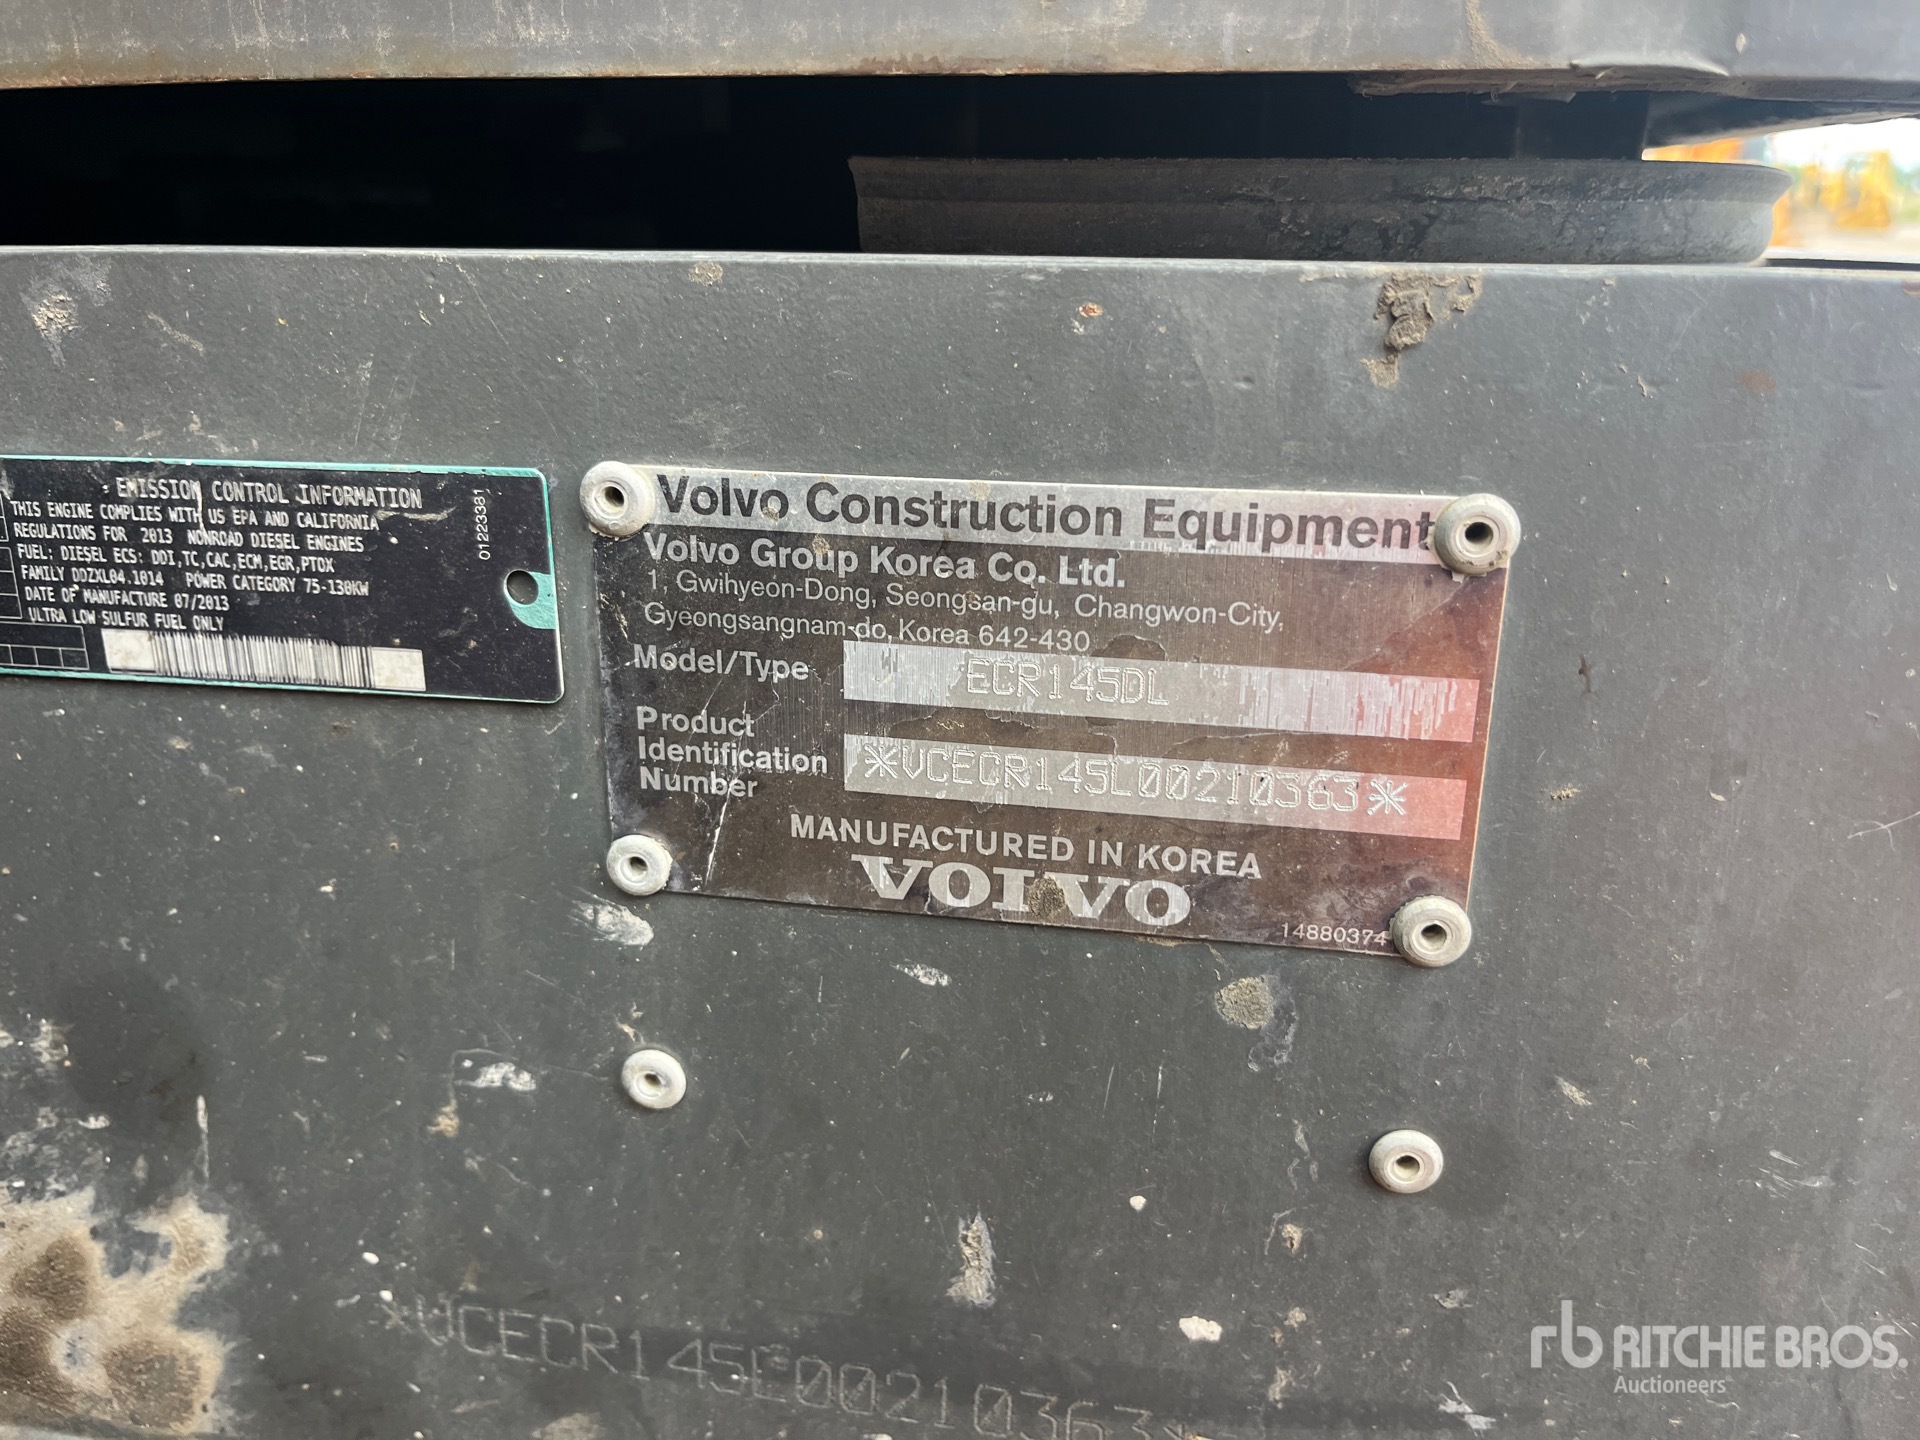 EMISSION CONTROL INFORMATION
THIS ENGINE COMPLIES WITH US EPA AND CALIFORNIA
REGULATIONS FOR 2013 NONROAD DIESEL ENGINES
FUEL: DIESEL ECS: DDI,TC,CAC,ECM,EGR,PTOX
FAMILY DDZXL04.1014 POWER CATEGORY 75-130KW
DATE OF MANUFACTURE 07/2013
ULTRA LOW SULFUR FUEL ONLY
01223381
Volvo Construction Equipment
Volvo Group Korea Co. Ltd.
1, Gwihyeon-Dong, Seongsan-gu, Changwon-City,
Gyeongsangnam-do, Korea 642-430
Model/Type ECR145DL
Product
Identification
Number
*VCECR145L00210363*
MANUFACTURED IN KOREA
VOLVO
14880374
*VCECR145L00210363*
rb RITCHIE BROS.
Auctioneers